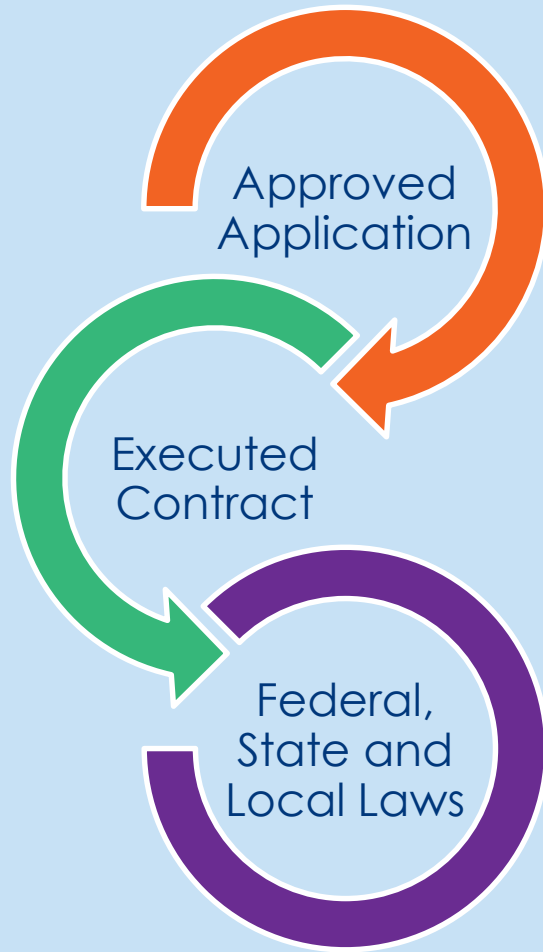 Approved
Application
Executed
Contract
Federal,
State and
Local Laws